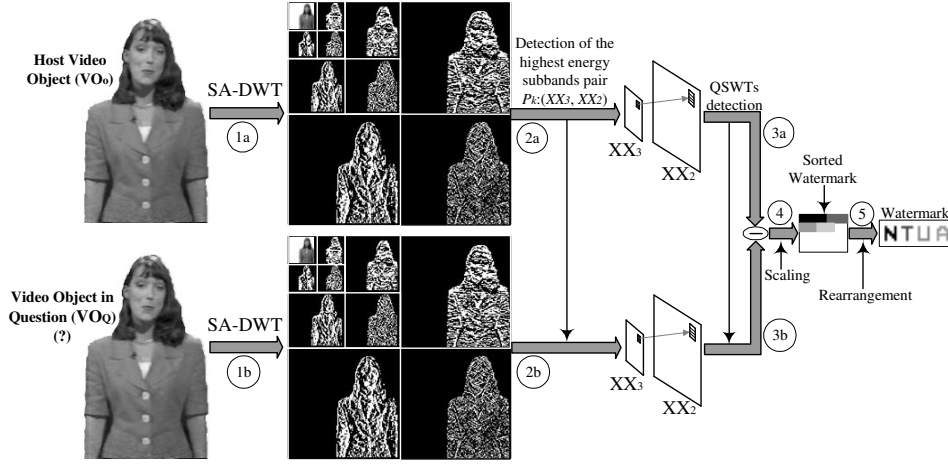 Host Video
Object (VOo)
SA-DWT
1a
Detection of the
highest energy
subbands pair
Pk:(XX3, XX2)
2a
XX3
XX2
QSWTs
detection
3a
Sorted
Watermark
4
5
Watermark
NTUA
Scaling
Rearrangement
Video Object in
Question (VOQ)
(?)
SA-DWT
1b
2b
XX3
XX2
3b